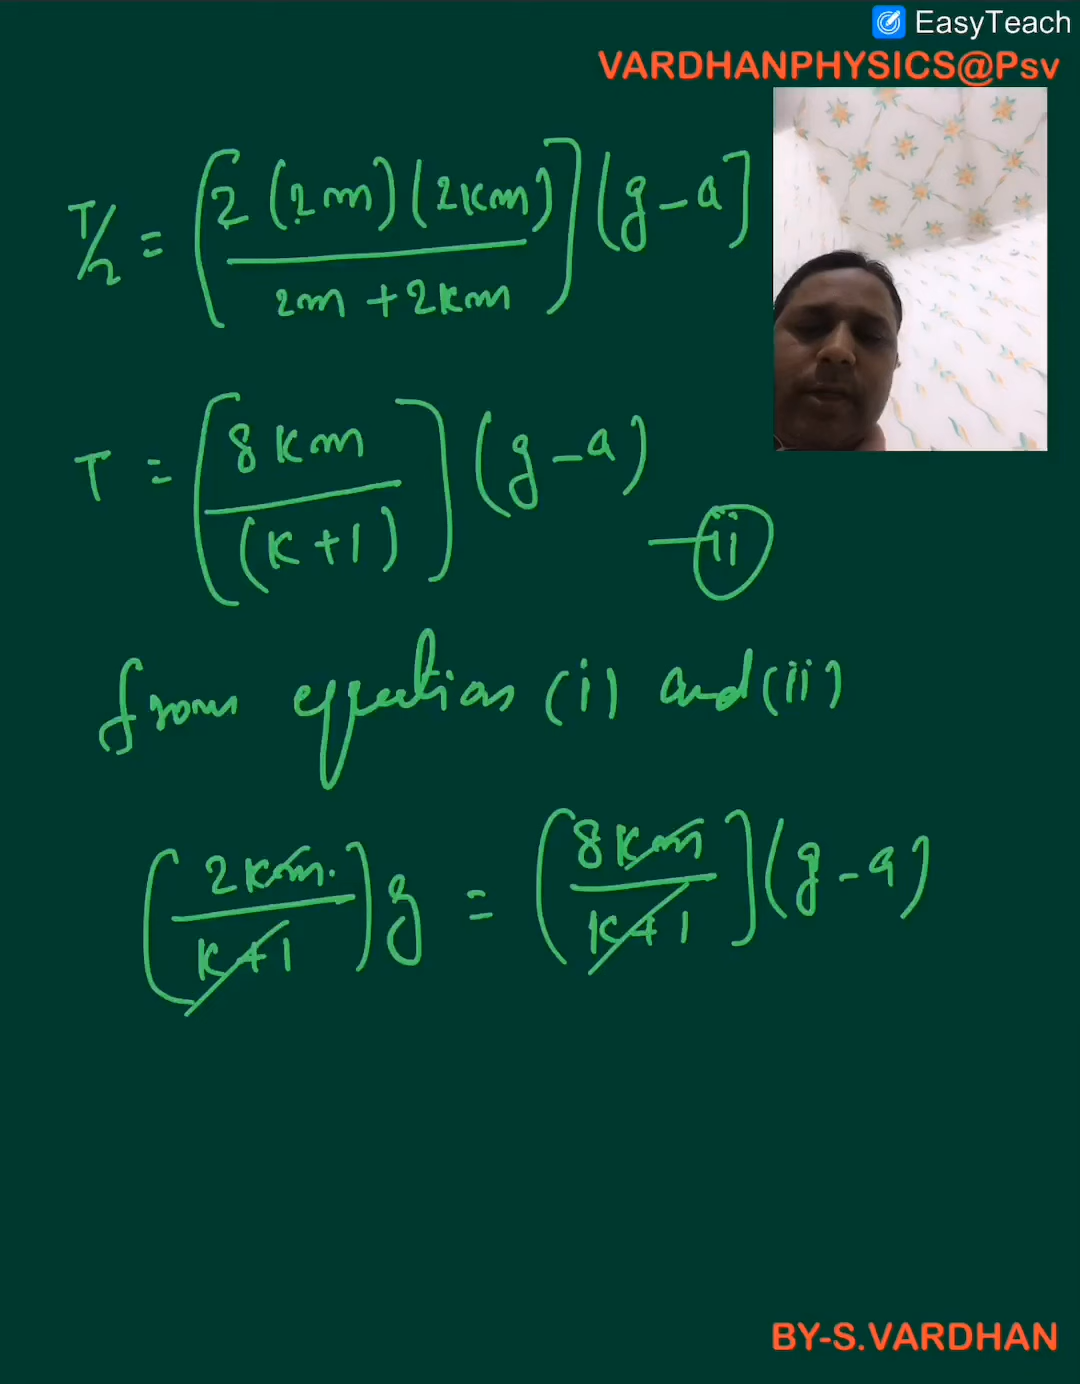 EasyTeach
VARDHANPHYSICS@Psv
T/2 = [2(2m)(2km) / 2m + 2km] (g-a]
T = [8km / (k+1)] (g-a) —(ii)
from equation (i) and (ii)
(2km. / k+1) g = [8km / k+1] (g-a)
BY-S.VARDHAN